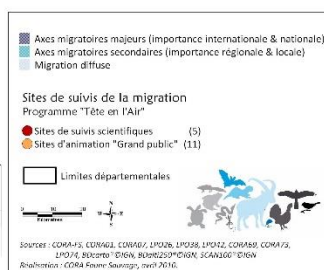 Axes migratoires majeurs (importance internationale & nationale)
Axes migratoires secondaires (importance régionale & locale)
Migration diffuse
Sites de suivis de la migration
Programme "Tête en l'Air"
Sites de suivis scientifiques (5)
Sites d'animation "Grand public" (11)
Limites départementales
Kilomètres
Sources : CORA-FS, CORA01, CORA07, LPO26, LPO38, LPO42, CORA69, CORA73,
LPO74, BDcarto®©IGN, BDalti250®©IGN, SCAN100®©IGN
Réalisation : CORA Faune Sauvage, avril 2010.